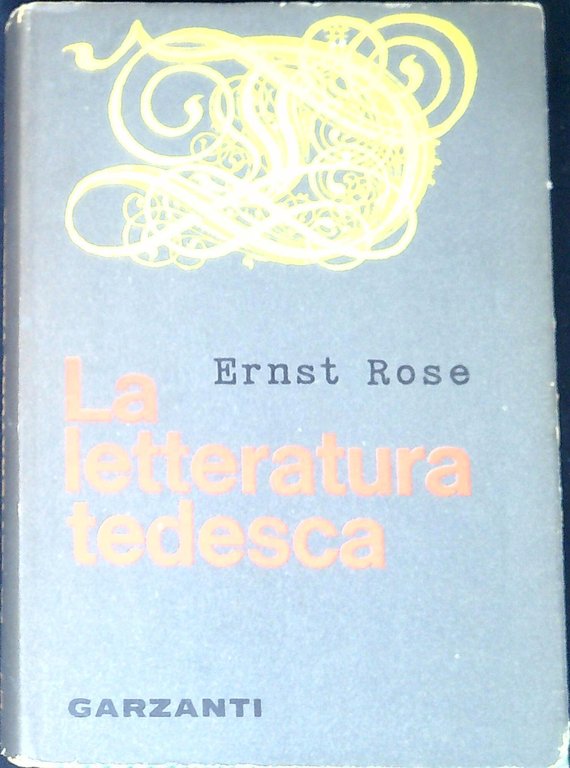 Ernst Rose
La
letteratura
tedesca
GARZANTI